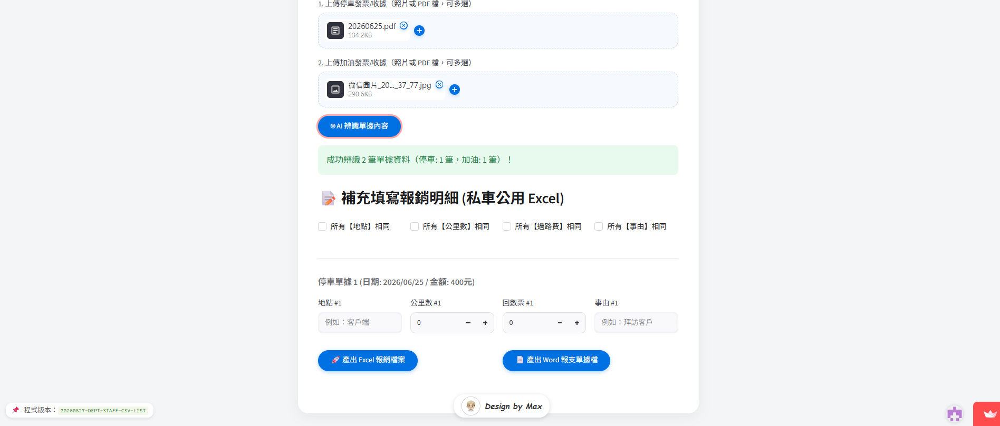 1. 上傳停車發票/收據（照片或 PDF 檔，可多選）
20260625.pdf
134.2KB
2. 上傳加油發票/收據（照片或 PDF 檔，可多選）
微信圖片_20..._37_77.jpg
290.6KB
AI 辨識單據內容
成功辨識 2 筆單據資料（停車: 1 筆，加油: 1 筆）！
補充填寫報銷明細 (私車公用 Excel)
所有【地點】相同 所有【公里數】相同 所有【過路費】相同 所有【事由】相同
停車單據 1 (日期: 2026/06/25 / 金額: 400元)
地點 #1 公里數 #1 回數票 #1 事由 #1
例如：客戶端 0 0 例如：拜訪客戶
產出 Excel 報銷檔案 產出 Word 報支單據檔
Design by Max
程式版本：20260827-DEPT-STAFF-CSV-LIST